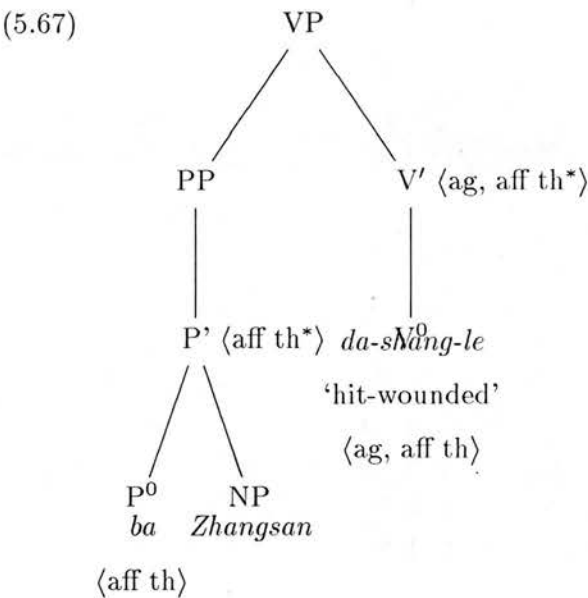 (5.67) VP
PP V′ ⟨ag, aff th*⟩
P’ ⟨aff th*⟩ da-shang-le V⁰
‘hit-wounded’
⟨ag, aff th⟩
P⁰ NP
ba Zhangsan
⟨aff th⟩